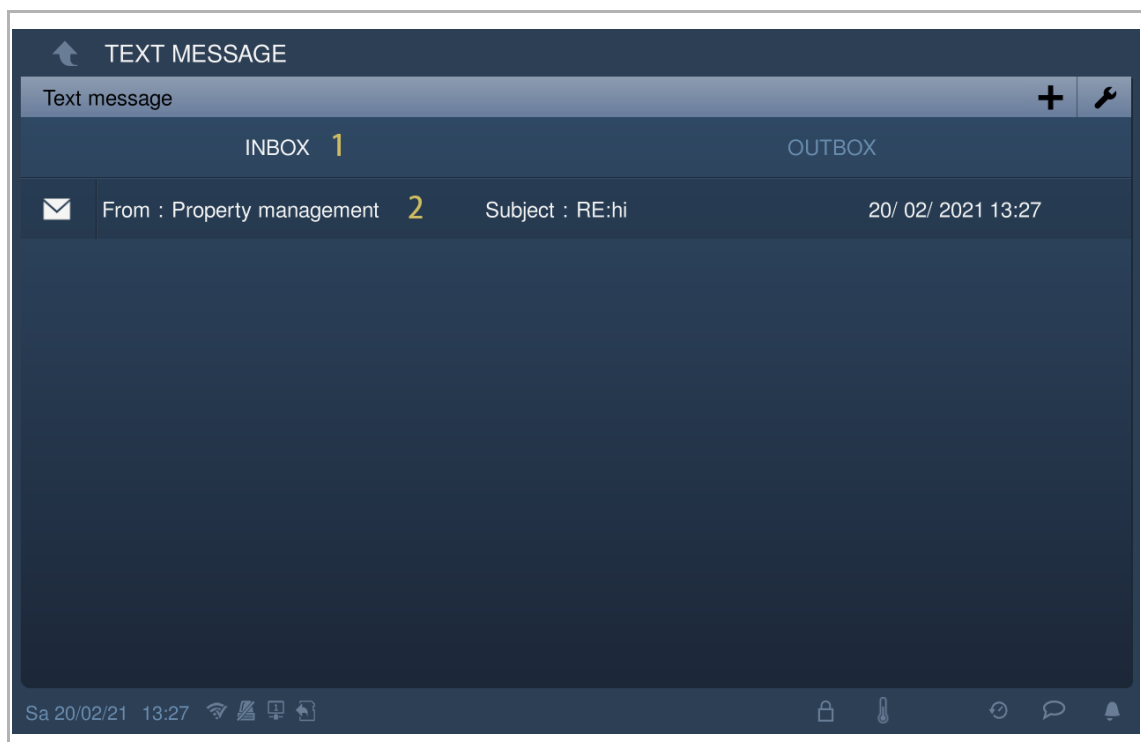 TEXT MESSAGE
Text message
INBOX 1 OUTBOX
From : Property management 2 Subject : RE:hi 20/ 02/ 2021 13:27
Sa 20/02/21 13:27 1